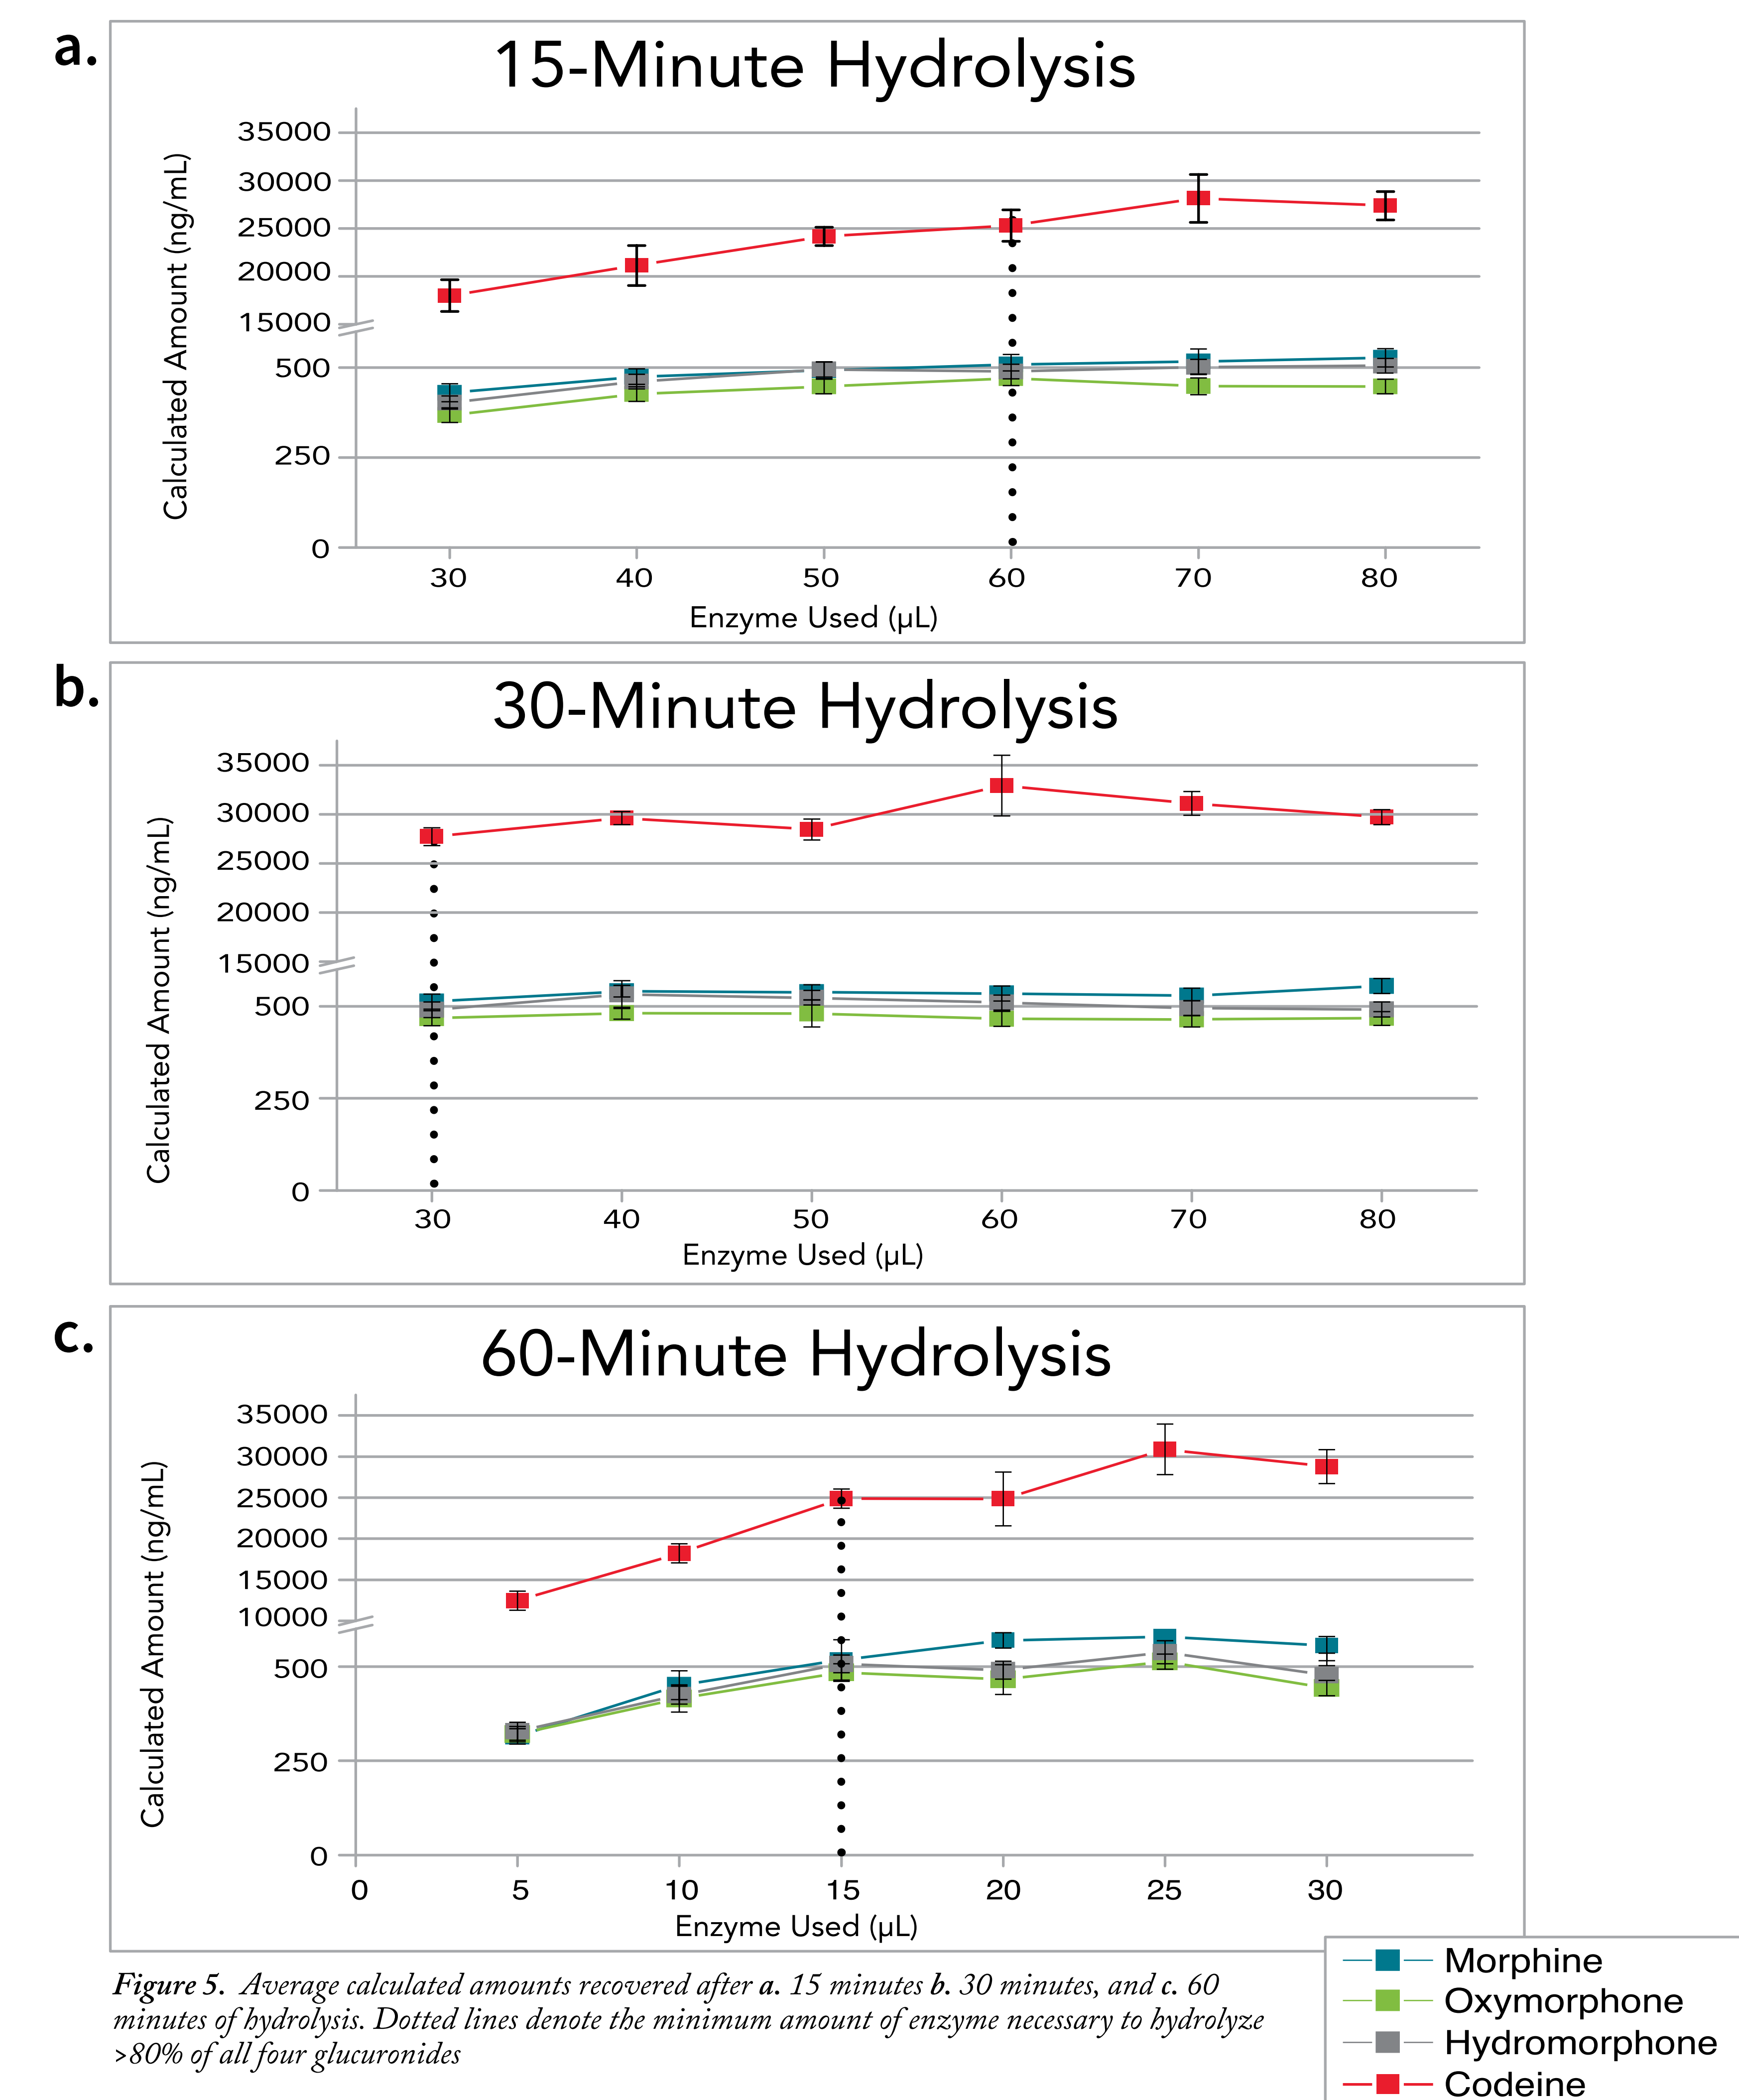 a.
15-Minute Hydrolysis
Calculated Amount (ng/mL)
35000
30000
25000
20000
15000
500
250
0
30 40 50 60 70 80
Enzyme Used (µL)
b.
30-Minute Hydrolysis
Calculated Amount (ng/mL)
35000
30000
25000
20000
15000
500
250
0
30 40 50 60 70 80
Enzyme Used (µL)
c.
60-Minute Hydrolysis
Calculated Amount (ng/mL)
35000
30000
25000
20000
15000
10000
500
250
0
0 5 10 15 20 25 30
Enzyme Used (µL)
Figure 5. Average calculated amounts recovered after a. 15 minutes b. 30 minutes, and c. 60
minutes of hydrolysis. Dotted lines denote the minimum amount of enzyme necessary to hydrolyze
>80% of all four glucuronides
Morphine
Oxymorphone
Hydromorphone
Codeine